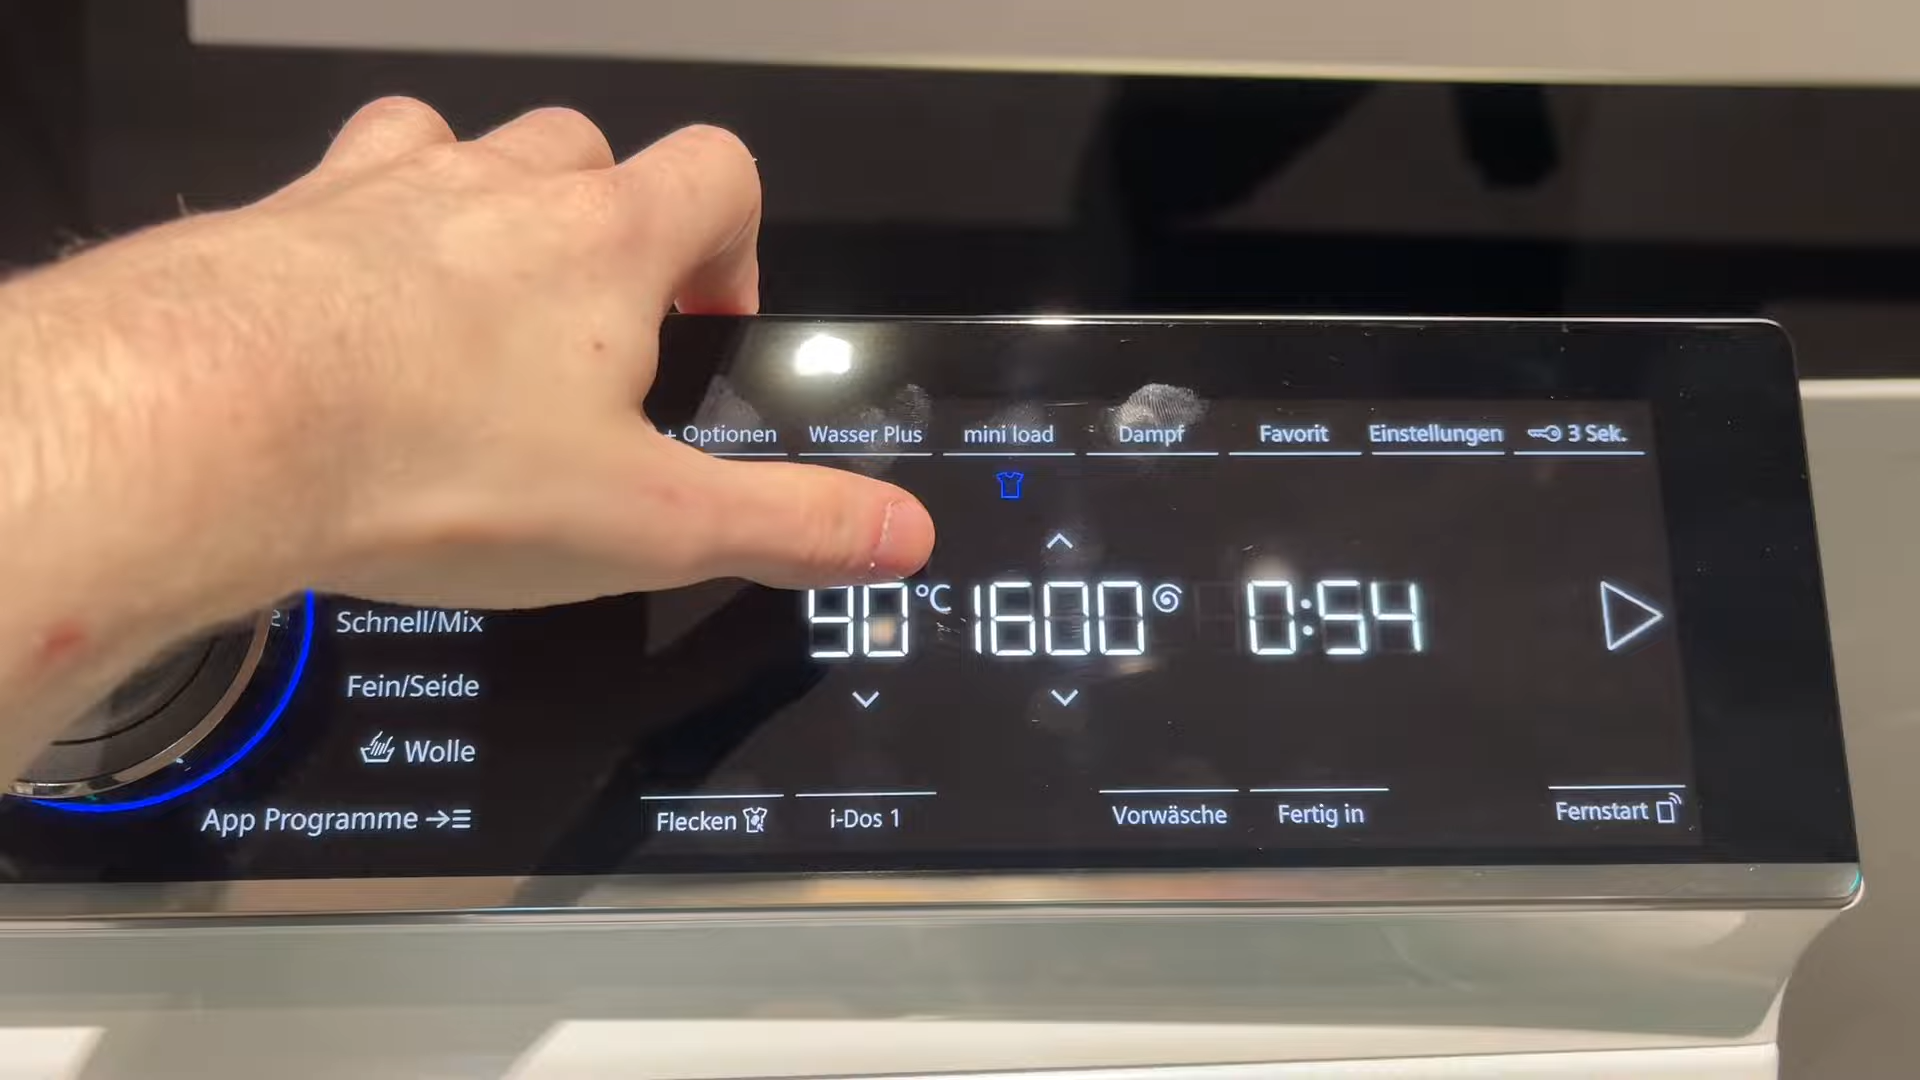 + Optionen Wasser Plus mini load Dampf Favorit Einstellungen 3 Sek.
Schnell/Mix
90 °C 1600 0:54
Fein/Seide
Wolle
App Programme
Flecken i-Dos 1 Vorwäsche Fertig in Fernstart